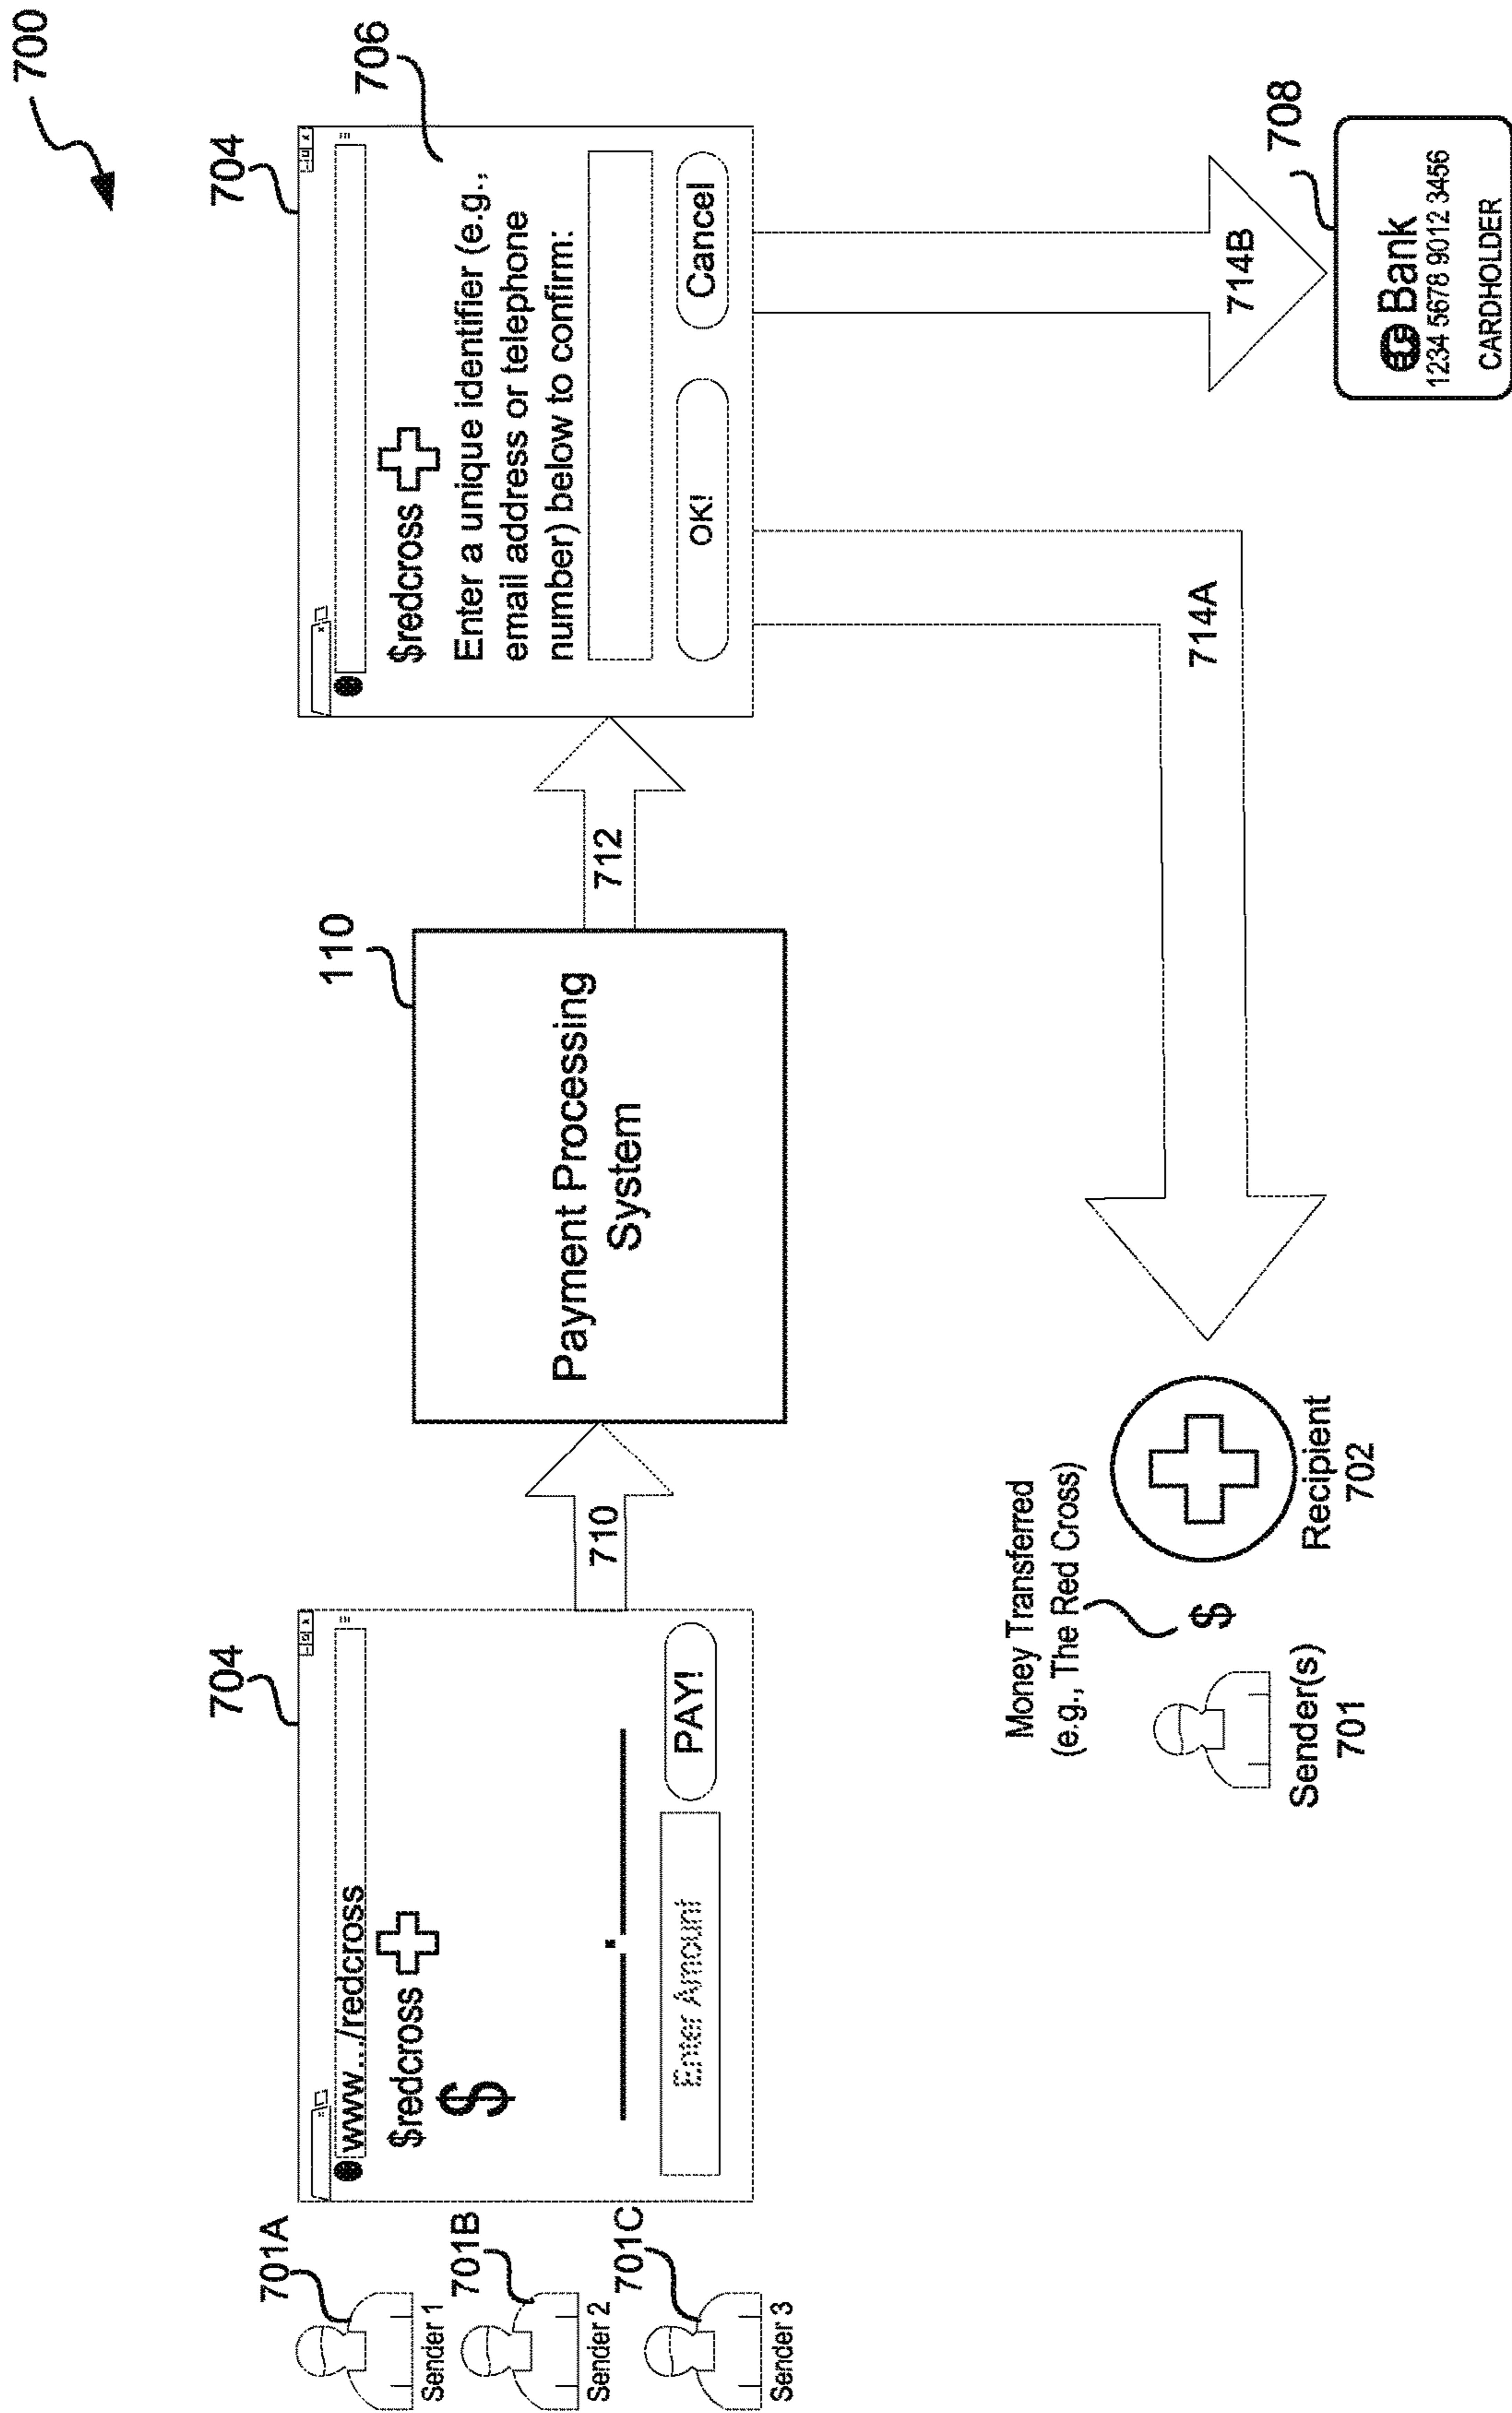 700
704
www.../redcross
$redcross
$
Enter Amount
PAY!
701A
Sender 1
701B
Sender 2
701C
Sender 3
710
110
Payment Processing
System
712
704
706
$redcross
Enter a unique identifier (e.g.,
email address or telephone
number) below to confirm:
OK!
Cancel
714A
714B
708
Bank
1234 5678 9012 3456
CARDHOLDER
Money Transferred
(e.g., The Red Cross)
$
Sender(s)
701
Recipient
702